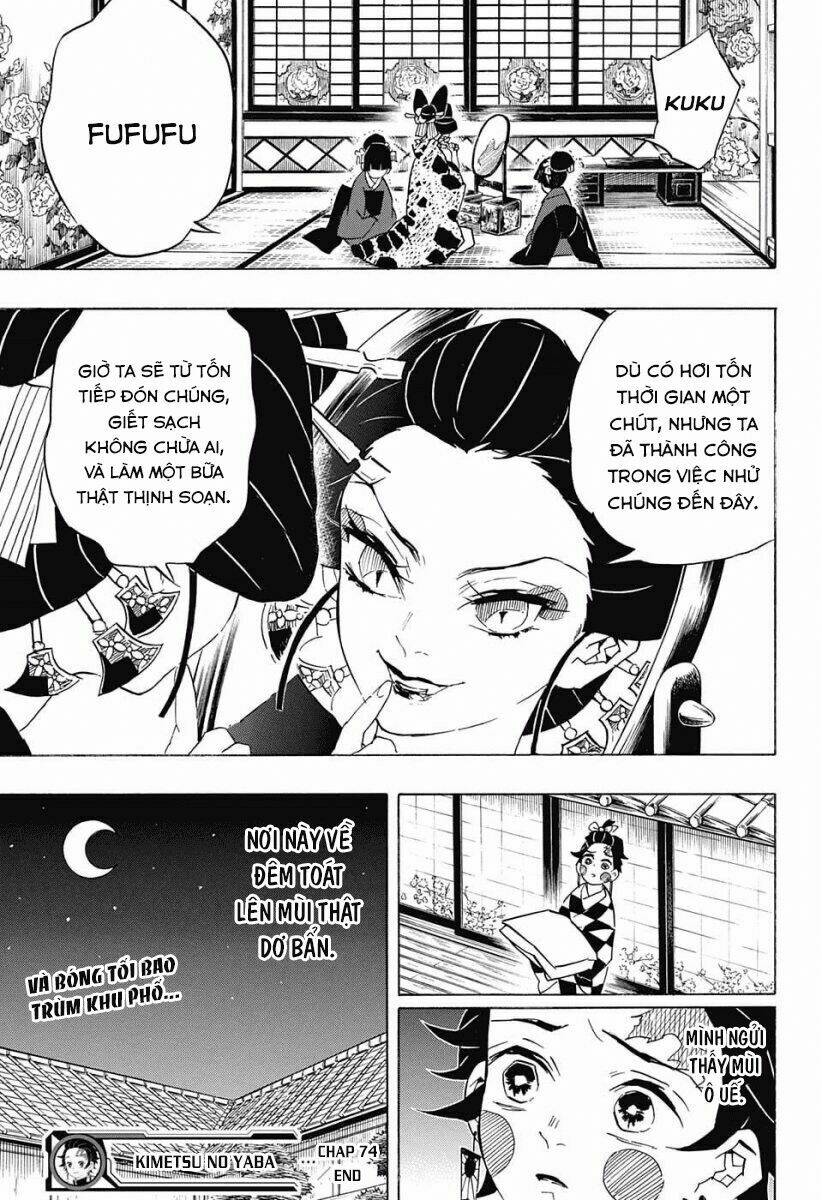 KUKU
FUFUFU
DÙ CÓ HƠI TỐN
THỜI GIAN MỘT
CHÚT, NHƯNG TA
ĐÃ THÀNH CÔNG
TRONG VIỆC NHỬ
CHÚNG ĐẾN ĐÂY.
GIỜ TA SẼ TỪ TỐN
TIẾP ĐÓN CHÚNG,
GIẾT SẠCH
KHÔNG CHỪA AI,
VÀ LÀM MỘT BỮA
THẬT THỊNH SOẠN.
MÌNH NGỬI
THẤY MÙI
Ô UẾ.
NƠI NÀY VỀ
ĐÊM TOÁT
LÊN MÙI THẬT
DƠ BẨN.
VÀ BÓNG TỐI BAO
TRÙM KHU PHỐ...
KIMETSU NO YABA ... CHAP 74
END